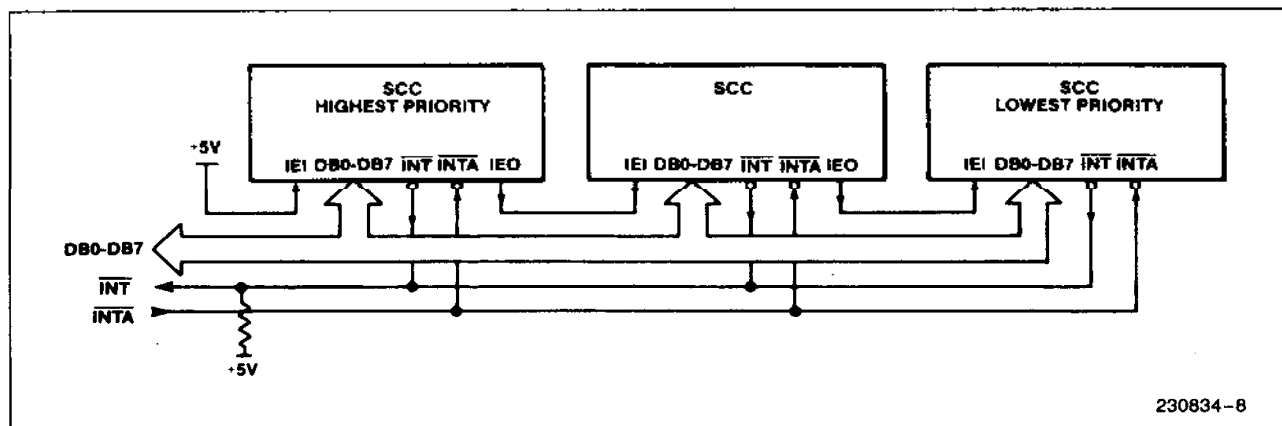 SCC
HIGHEST PRIORITY
SCC
SCC
LOWEST PRIORITY
+5V
IEI DB0-DB7 INT INTA IEO
IEI DB0-DB7 INT INTA IEO
IEI DB0-DB7 INT INTA
DB0-DB7
INT
INTA
+5V
230834-8